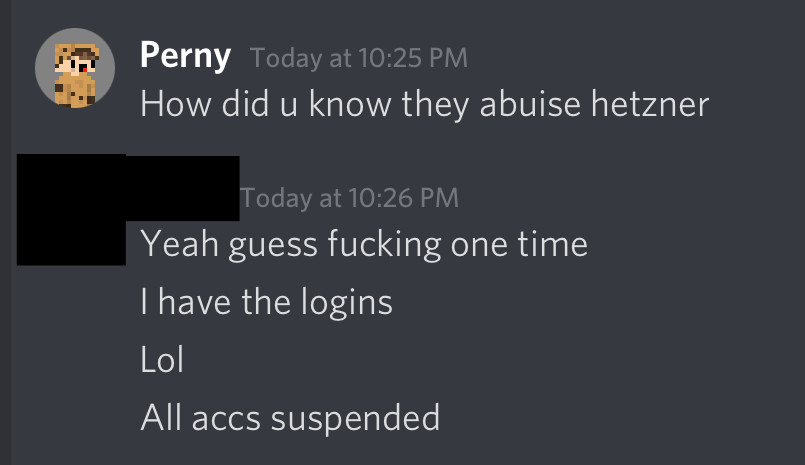 Perny Today at 10:25 PM
How did u know they abuise hetzner
Today at 10:26 PM
Yeah guess fucking one time
I have the logins
Lol
All accs suspended